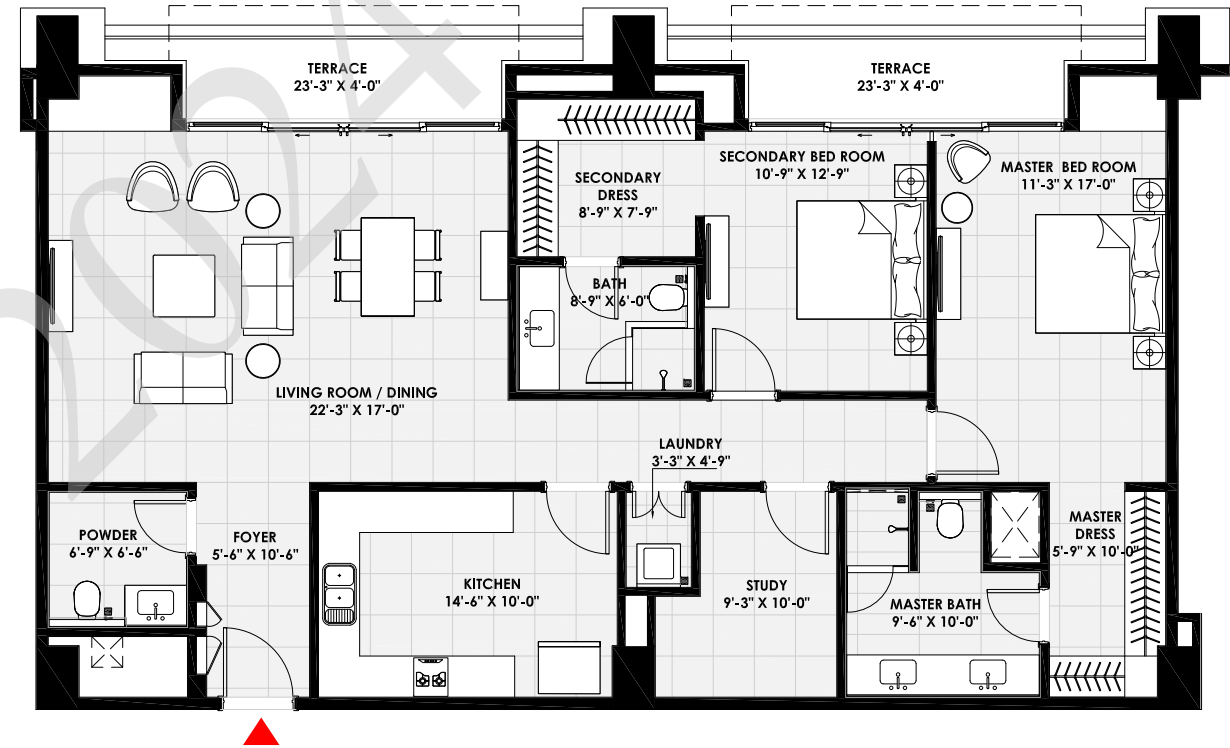 TERRACE
23'-3" X 4'-0"
TERRACE
23'-3" X 4'-0"
SECONDARY BED ROOM
10'-9" X 12'-9"
MASTER BED ROOM
11'-3" X 17'-0"
SECONDARY
DRESS
8'-9" X 7'-9"
BATH
8'-9" X 6'-0"
LIVING ROOM / DINING
22'-3" X 17'-0"
LAUNDRY
3'-3" X 4'-9"
POWDER
6'-9" X 6'-6"
FOYER
5'-6" X 10'-6"
KITCHEN
14'-6" X 10'-0"
STUDY
9'-3" X 10'-0"
MASTER BATH
9'-6" X 10'-0"
MASTER
DRESS
5'-9" X 10'-0"
2024